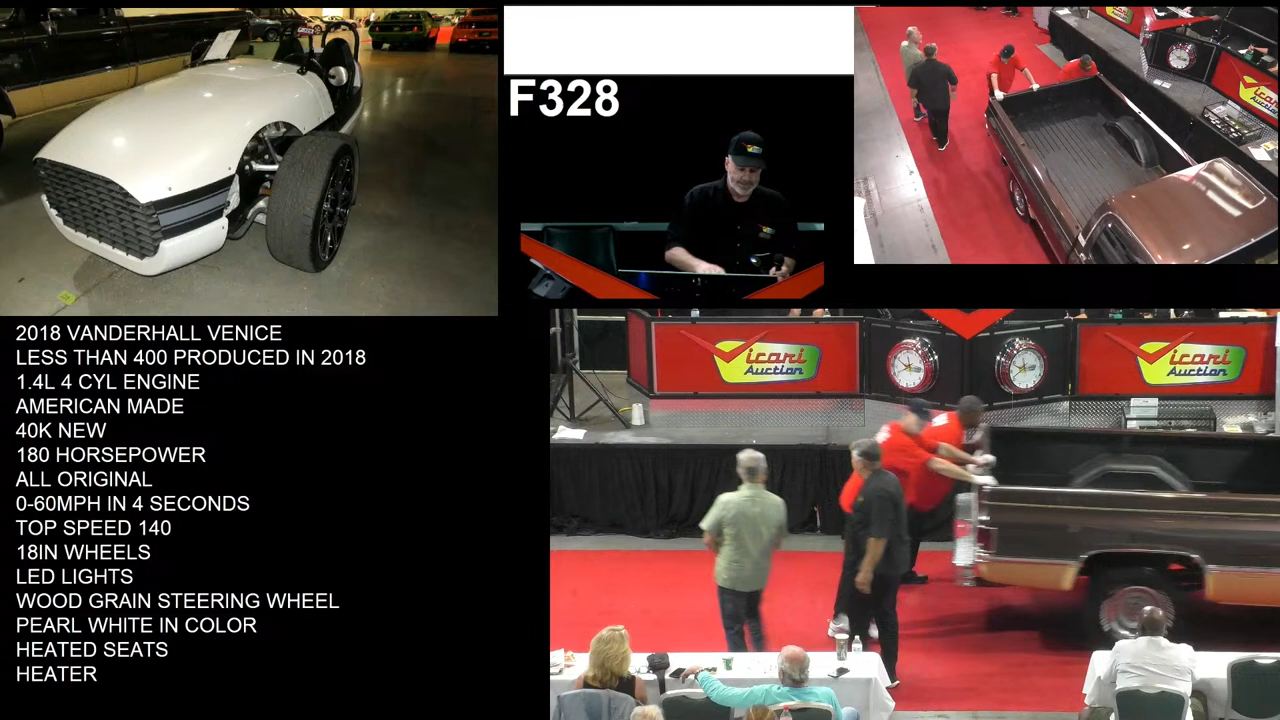 F328
2018 VANDERHALL VENICE
LESS THAN 400 PRODUCED IN 2018
1.4L 4 CYL ENGINE
AMERICAN MADE
40K NEW
180 HORSEPOWER
ALL ORIGINAL
0-60MPH IN 4 SECONDS
TOP SPEED 140
18IN WHEELS
LED LIGHTS
WOOD GRAIN STEERING WHEEL
PEARL WHITE IN COLOR
HEATED SEATS
HEATER
Vicari
Auction
Vicari
Auction
Vicari